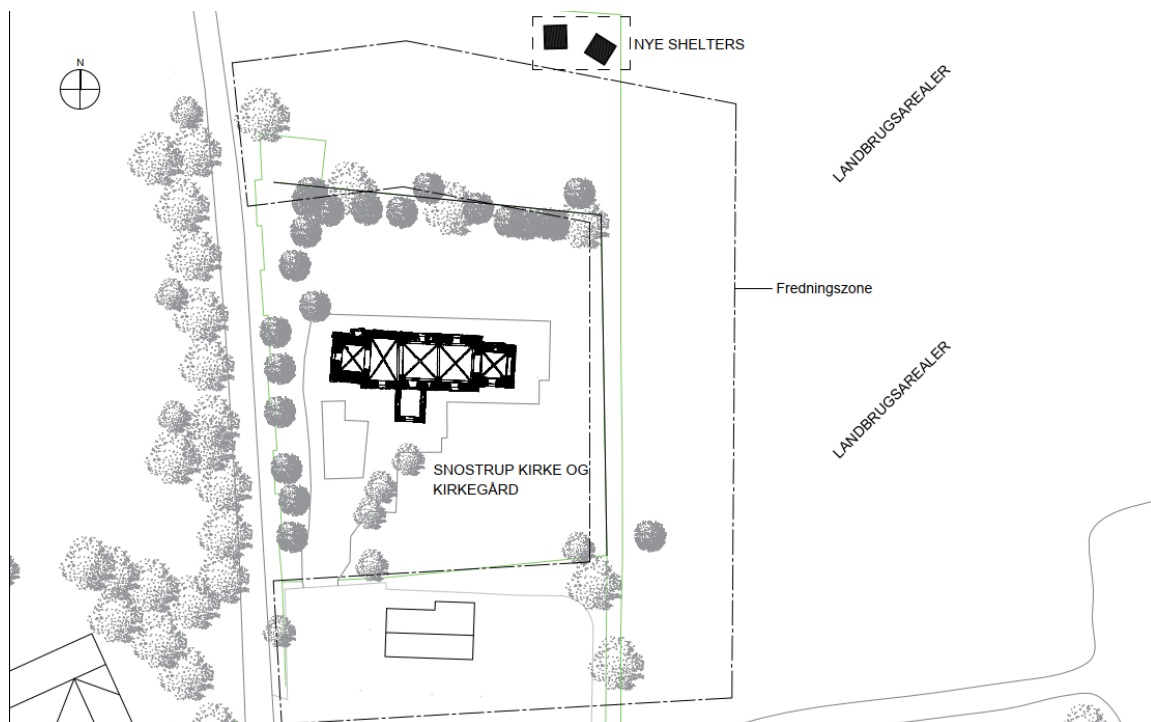 NYE SHELTERS
N
LANDBRUGSAREALER
Fredningszone
LANDBRUGSAREALER
SNOSTRUP KIRKE OG
KIRKEGÅRD